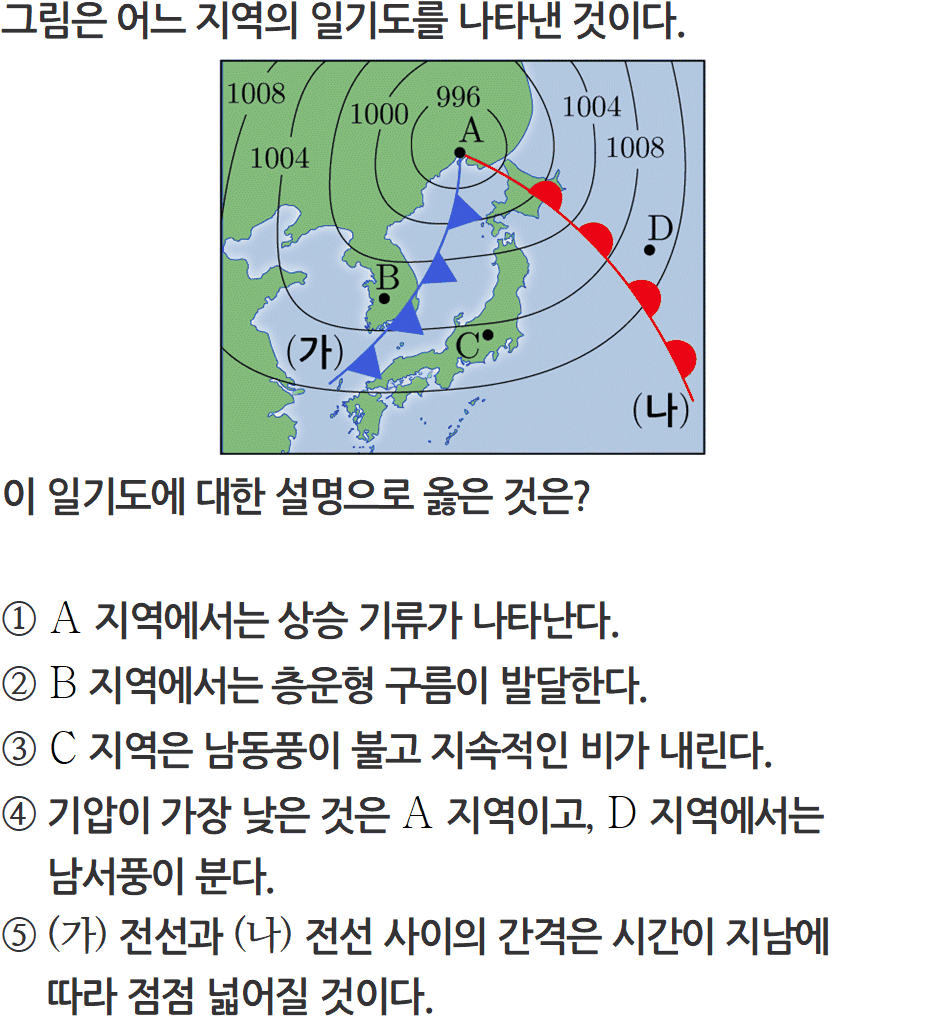 그림은 어느 지역의 일기도를 나타낸 것이다.
1008
1000
996
1004
A
1004
1008
D
B
C
(가)
(나)
이 일기도에 대한 설명으로 옳은 것은?
① A 지역에서는 상승 기류가 나타난다.
② B 지역에서는 층운형 구름이 발달한다.
③ C 지역은 남동풍이 불고 지속적인 비가 내린다.
④ 기압이 가장 낮은 것은 A 지역이고, D 지역에서는
남서풍이 분다.
⑤ (가) 전선과 (나) 전선 사이의 간격은 시간이 지남에
따라 점점 넓어질 것이다.